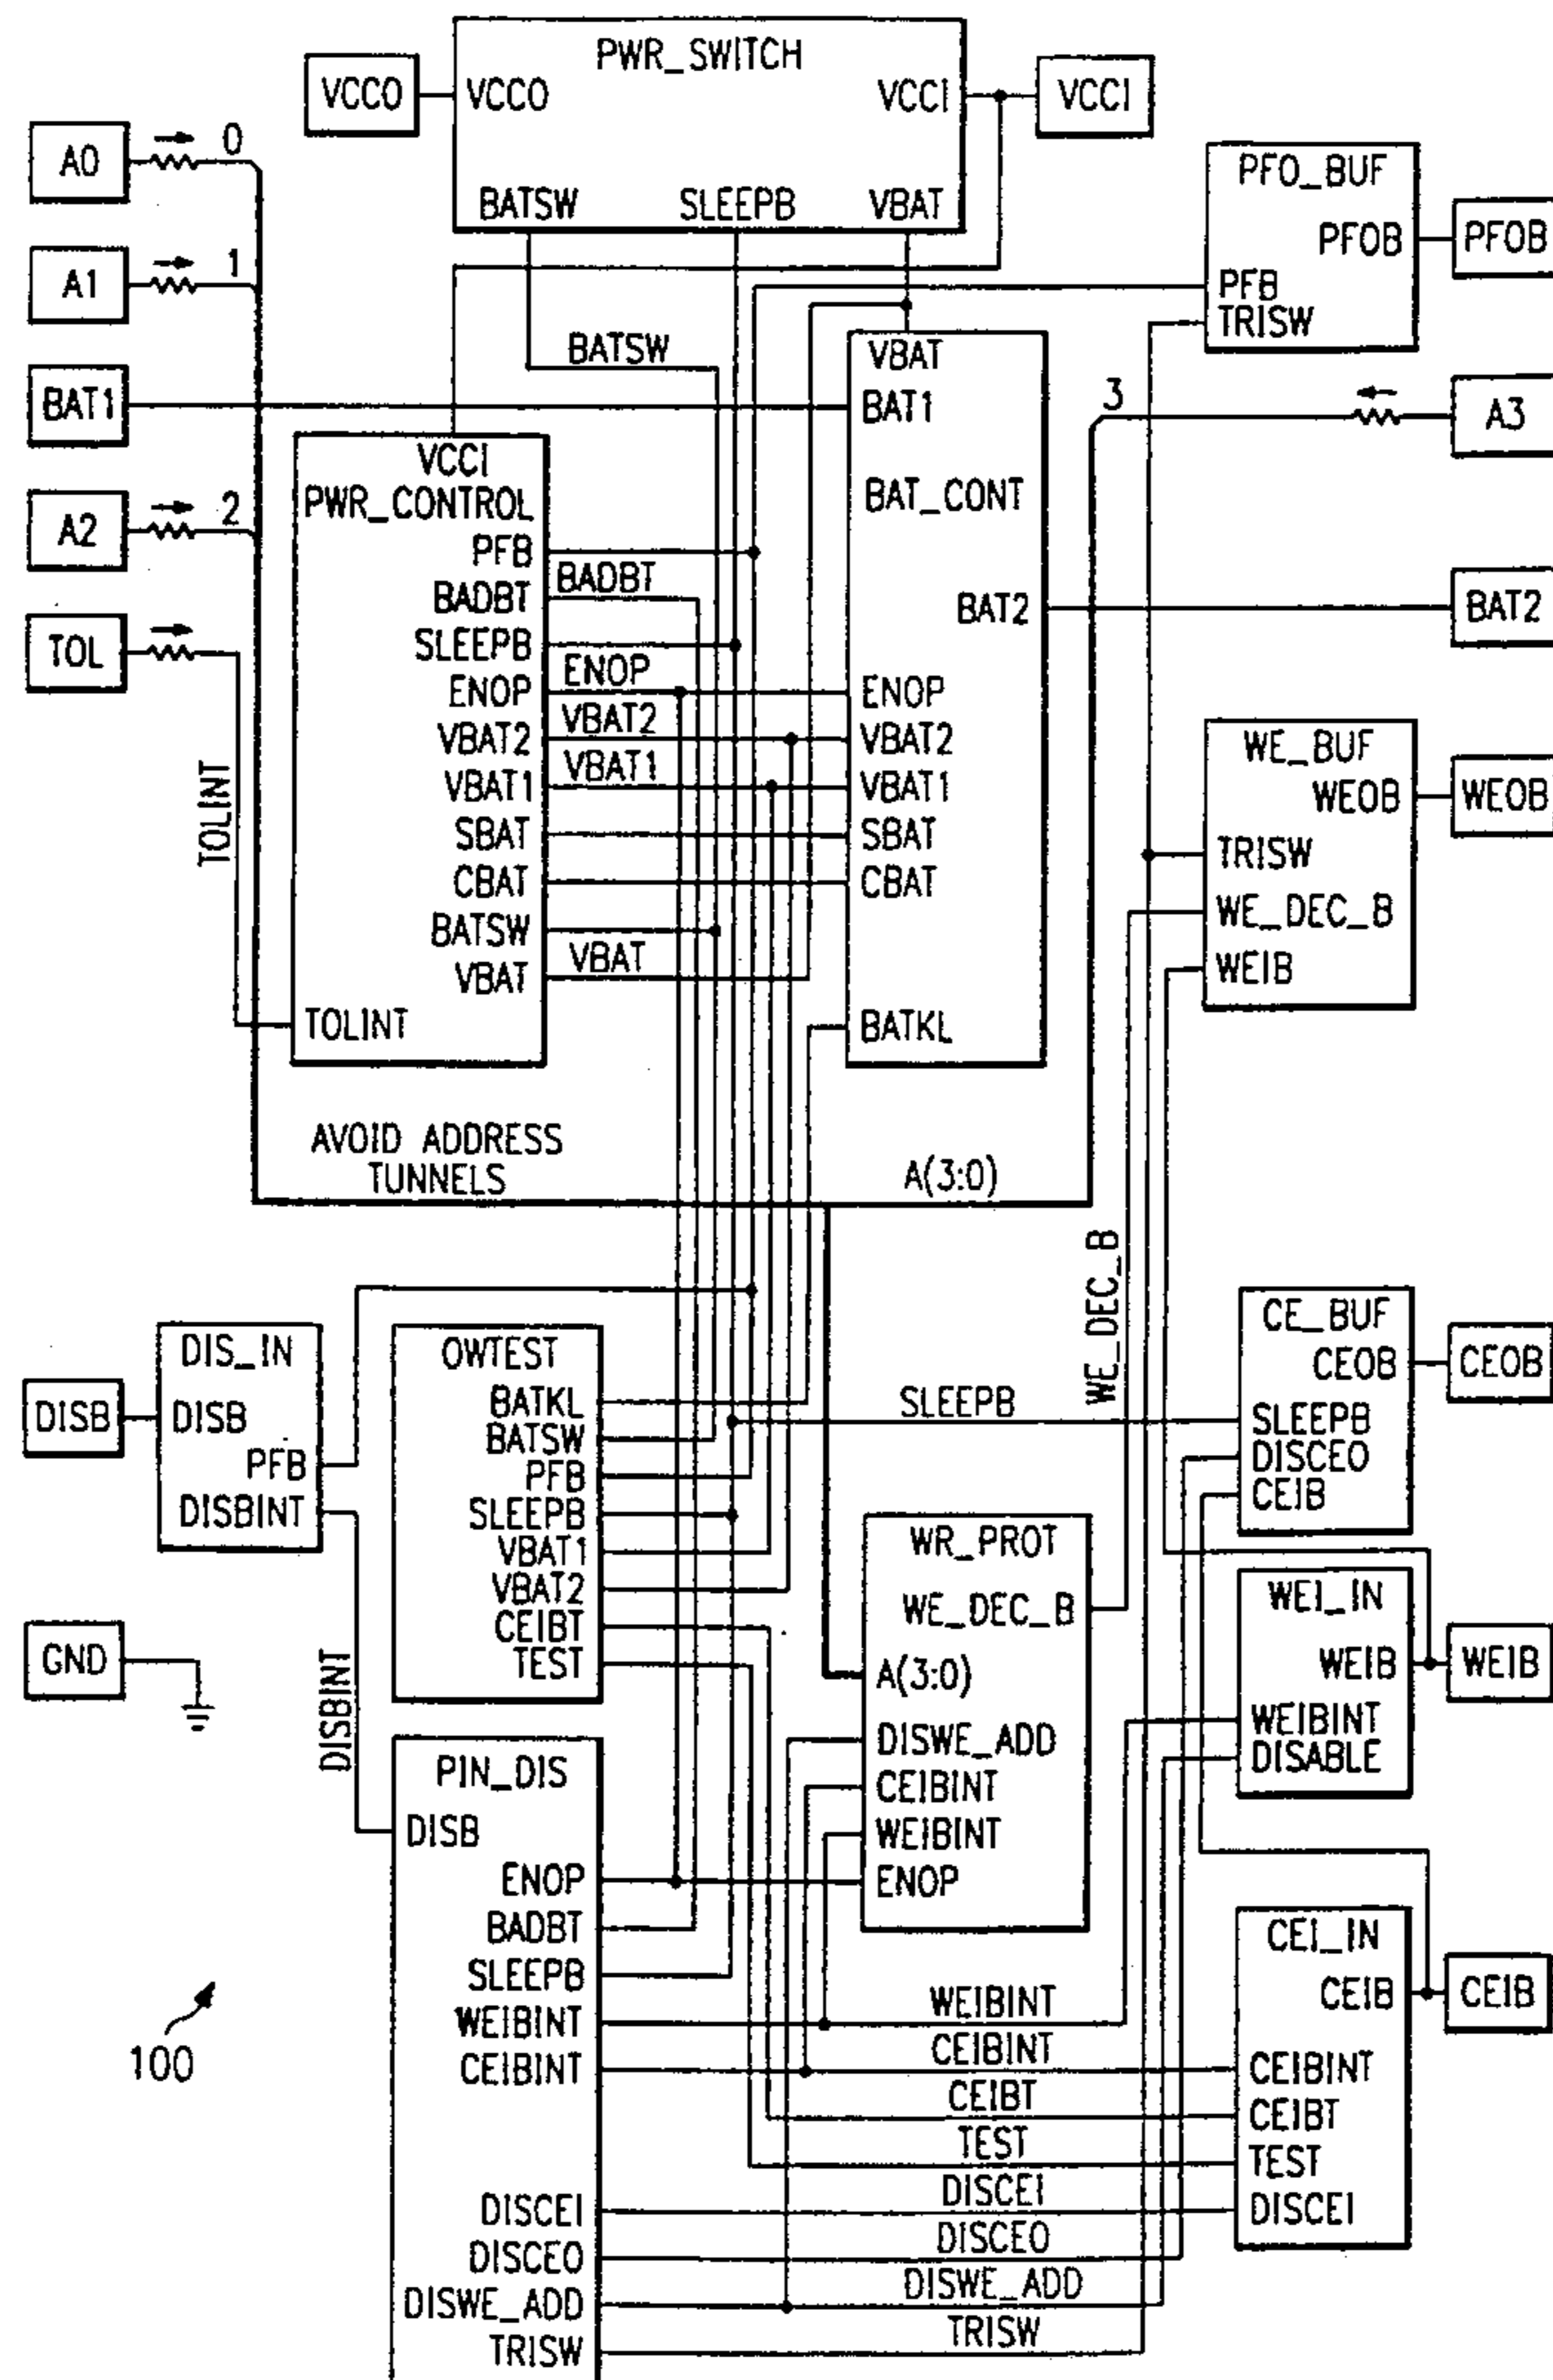 PWR_SWITCH
VCCO
VCCO
VCCI
VCCI
BATSW
SLEEPB
VBAT
A0
0
A1
1
BAT1
A2
2
TOL
TOLINT
PFO_BUF
PFOB
PFOB
PFB
TRISW
BATSW
VBAT
BAT1
BAT_CONT
BAT2
ENOP
VBAT2
VBAT1
SBAT
CBAT
BATKL
3
A3
BAT2
VCCI
PWR_CONTROL
PFB
BADBT
BADBT
SLEEPB
ENOP
ENOP
VBAT2
VBAT2
VBAT1
VBAT1
SBAT
CBAT
BATSW
VBAT
VBAT
TOLINT
WE_BUF
WEOB
WEOB
TRISW
WE_DEC_B
WEIB
AVOID ADDRESS
TUNNELS
A(3:0)
WE_DEC_B
DIS_IN
DISB
DISB
PFB
DISBINT
GND
DISBINT
OWTEST
BATKL
BATSW
PFB
SLEEPB
VBAT1
VBAT2
CEIBT
TEST
SLEEPB
CE_BUF
CEOB
CEOB
SLEEPB
DISCEO
CEIB
WR_PROT
WE_DEC_B
A(3:0)
DISWE_ADD
CEIBINT
WEIBINT
ENOP
WEI_IN
WEIB
WEIB
WEIBINT
DISABLE
PIN_DIS
DISB
ENOP
BADBT
SLEEPB
WEIBINT
CEIBINT
DISCEI
DISCEO
DISWE_ADD
TRISW
WEIBINT
CEIBINT
CEIBT
TEST
DISCEI
DISCEO
DISWE_ADD
TRISW
CEI_IN
CEIB
CEIB
CEIBINT
CEIBT
TEST
DISCEI
100